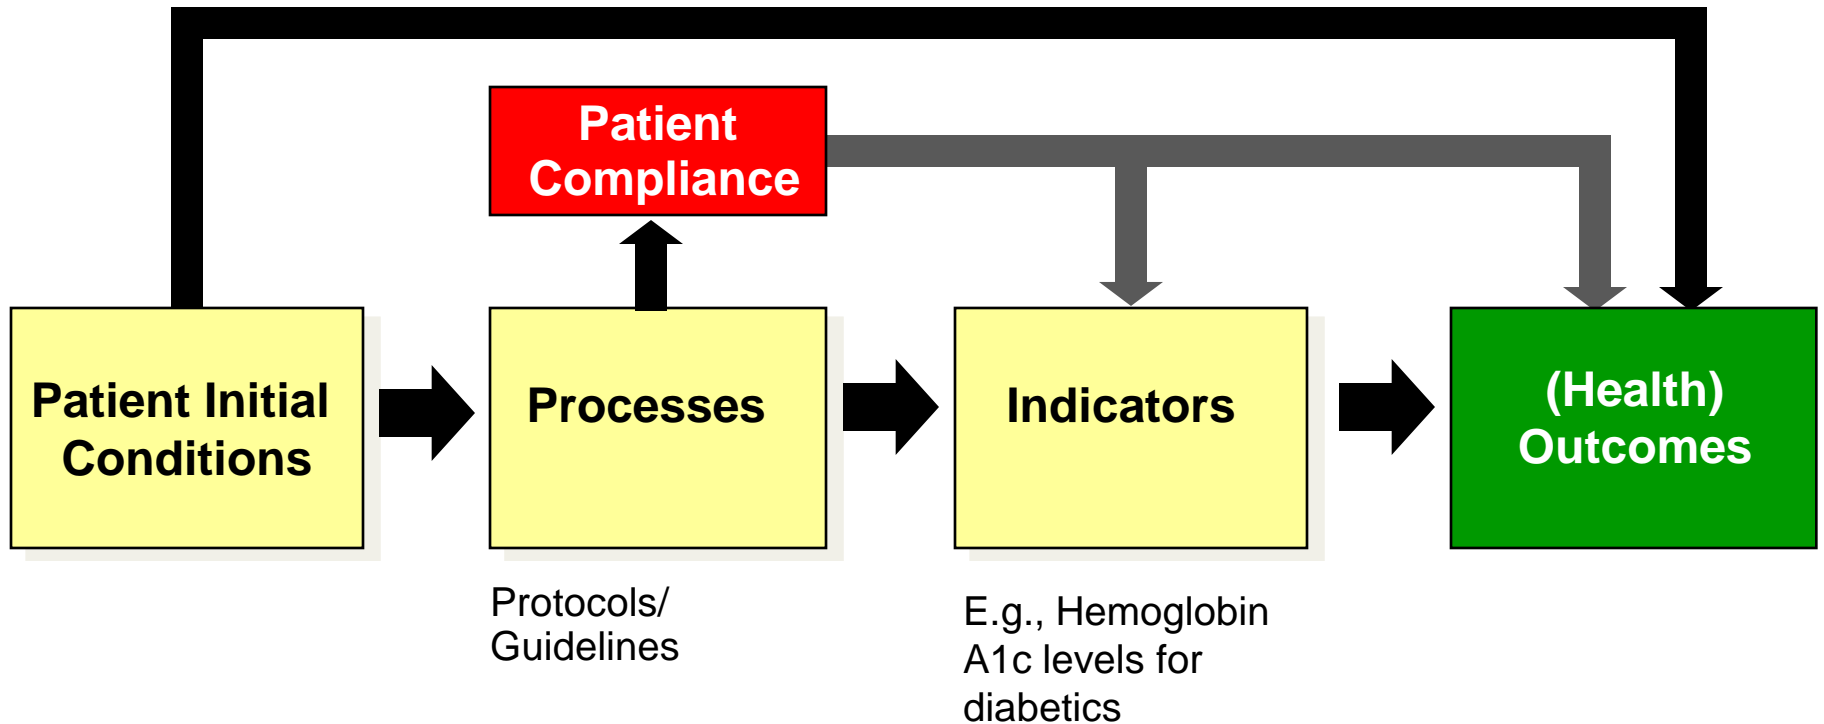 Patient
Compliance
Patient Initial
Conditions
Processes
Indicators
(Health)
Outcomes
Protocols/
Guidelines
E.g., Hemoglobin
A1c levels for
diabetics